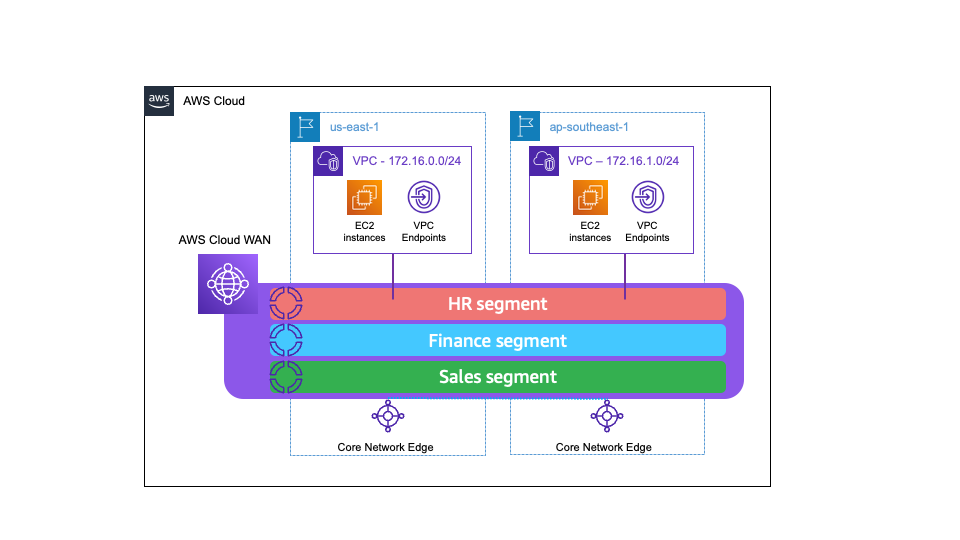 aws
AWS Cloud
us-east-1
ap-southeast-1
VPC - 172.16.0.0/24
VPC – 172.16.1.0/24
EC2
instances
VPC
Endpoints
EC2
instances
VPC
Endpoints
AWS Cloud WAN
HR segment
Finance segment
Sales segment
Core Network Edge
Core Network Edge